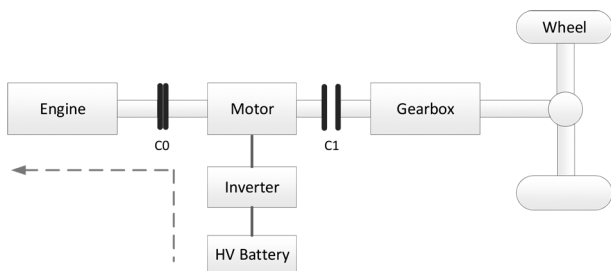 Wheel
Engine
Motor
Gearbox
C0
C1
Inverter
HV Battery